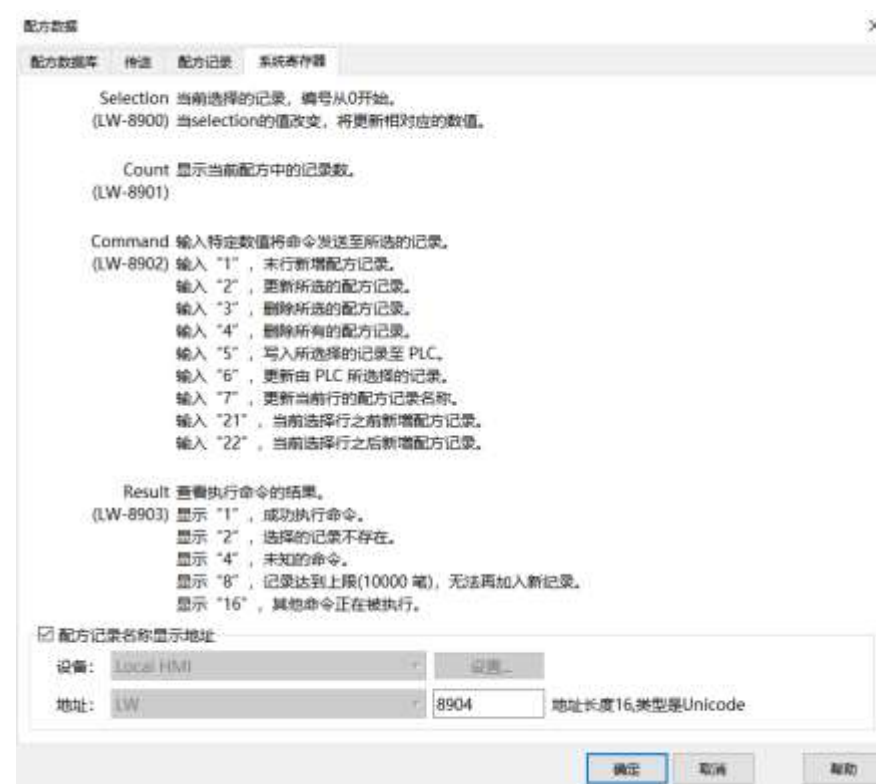 配方数据
配方数据库 传送 配方记录 系统寄存器
Selection 当前选择的记录，编号从0开始。
(LW-8900) 当selection的值改变，将更新相对应的数值。
Count 显示当前配方中的记录数。
(LW-8901)
Command 输入特定数值将命令发送至所选的记录。
(LW-8902) 输入 "1" ，末行新增配方记录。
输入 "2" ，更新所选的配方记录。
输入 "3" ，删除所选的配方记录。
输入 "4" ，删除所有的配方记录。
输入 "5" ，写入所选择的记录至 PLC。
输入 "6" ，更新由 PLC 所选择的记录。
输入 "7" ，更新当前行的配方记录名称。
输入 "21" ，当前选择行之前新增配方记录。
输入 "22" ，当前选择行之后新增配方记录。
Result 查看执行命令的结果。
(LW-8903) 显示 "1" ，成功执行命令。
显示 "2" ，选择的记录不存在。
显示 "4" ，未知的命令。
显示 "8" ，记录达到上限(10000 笔)，无法再加入新纪录。
显示 "16" ，其他命令正在被执行。
配方记录名称显示地址
设备: Local HMI 设置...
地址: LW 8904 地址长度16,类型是Unicode
确定 取消 帮助